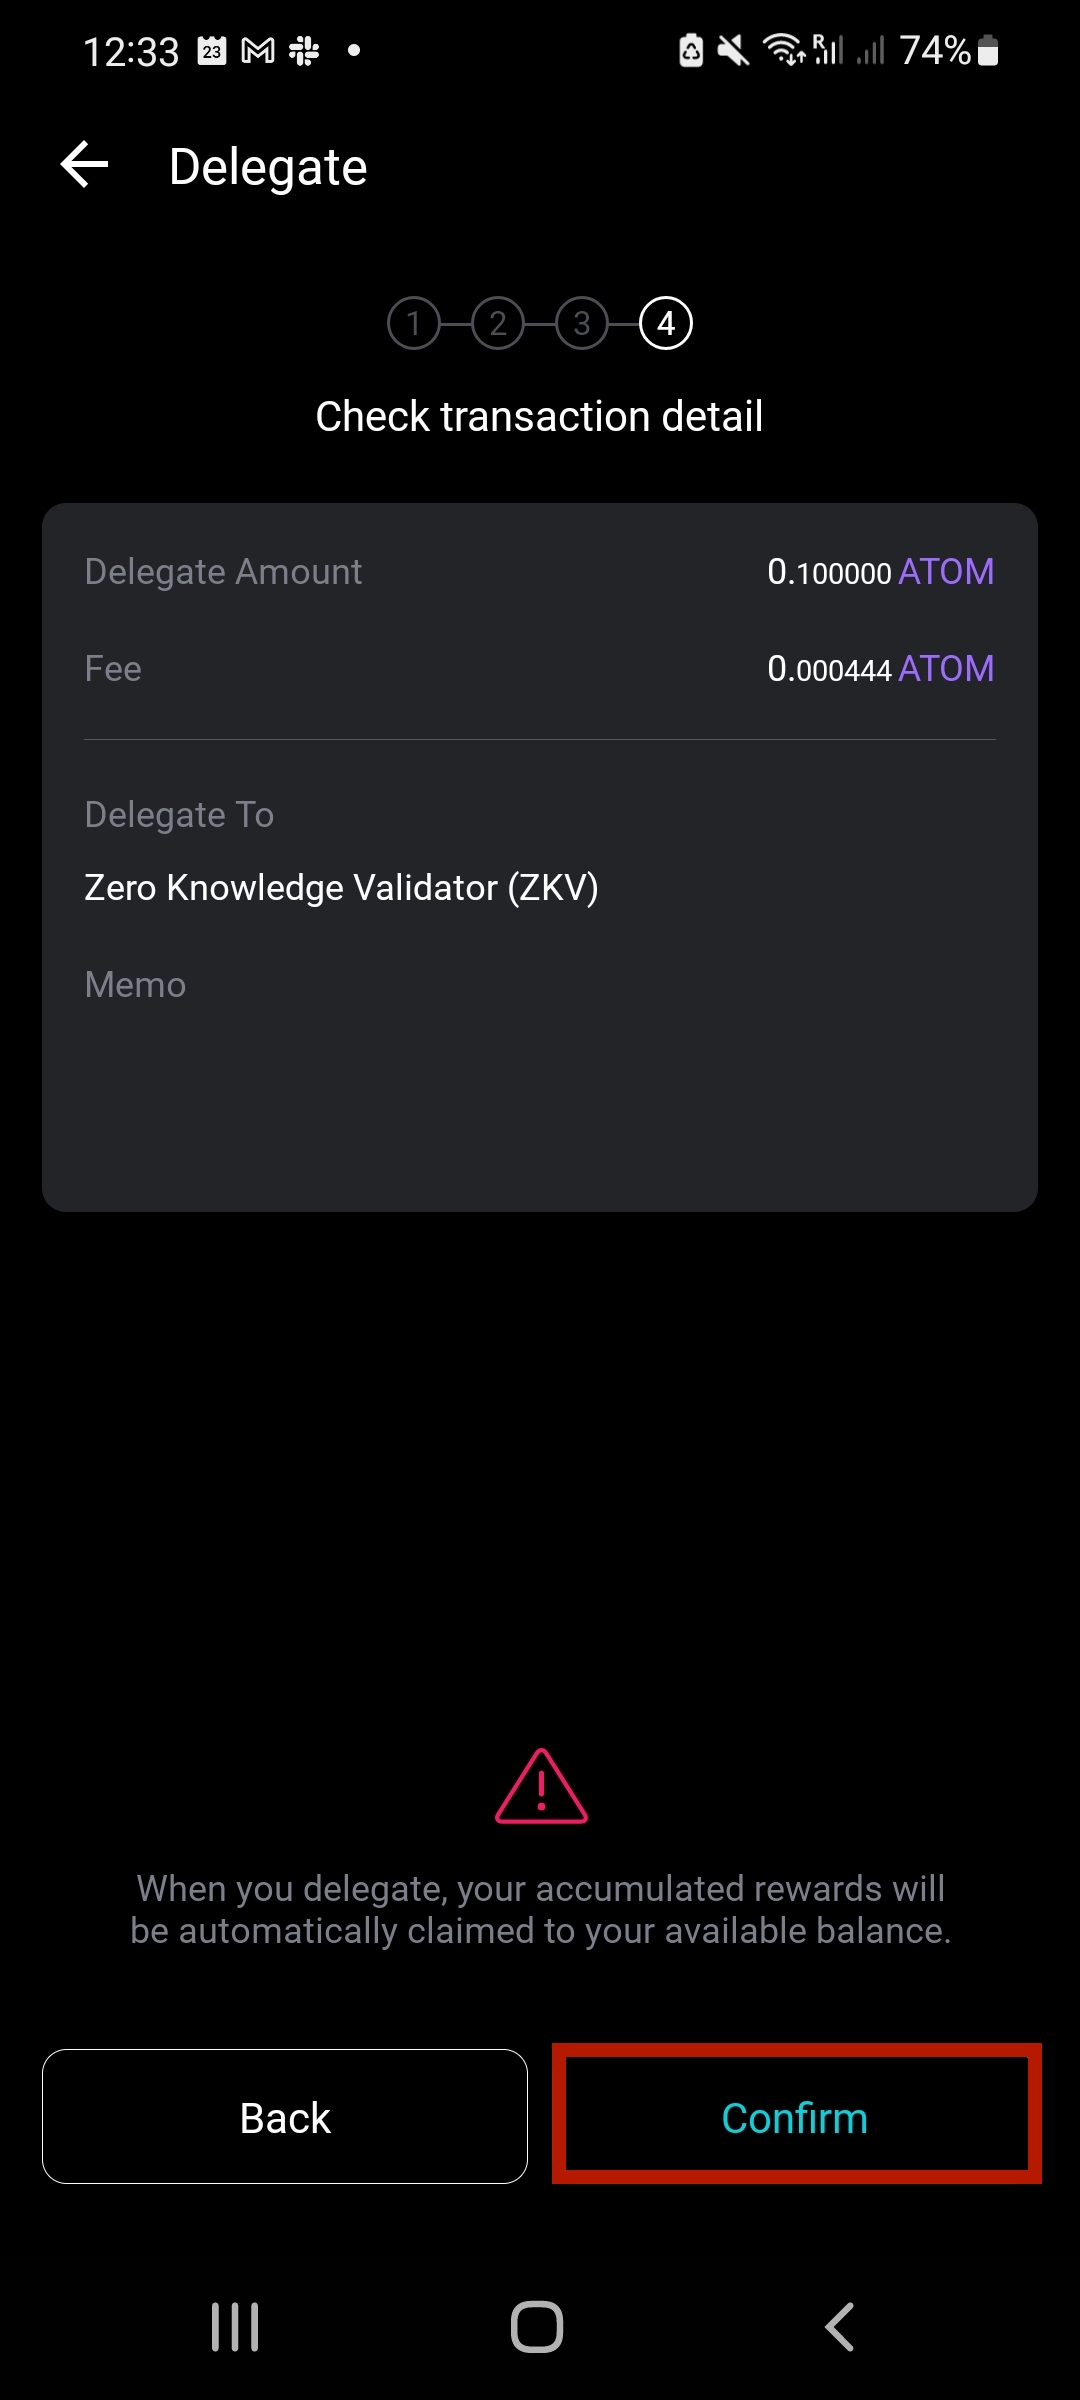 12:33 23 R 74%
Delegate
1 2 3 4
Check transaction detail
Delegate Amount 0.100000 ATOM
Fee 0.000444 ATOM
Delegate To
Zero Knowledge Validator (ZKV)
Memo
When you delegate, your accumulated rewards will
be automatically claimed to your available balance.
Back Confirm